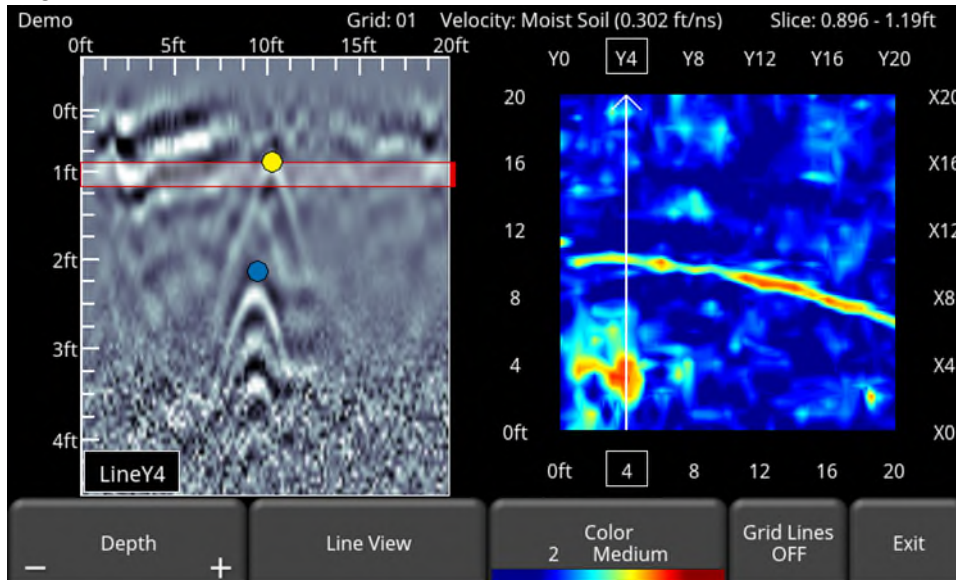 Demo Grid: 01 Velocity: Moist Soil (0.302 ft/ns) Slice: 0.896 - 1.19ft
0ft 5ft 10ft 15ft 20ft
Y0 Y4 Y8 Y12 Y16 Y20
0ft
1ft
2ft
3ft
4ft
LineY4
20
16
12
8
4
0ft
X20
X16
X12
X8
X4
X0
0ft 4 8 12 16 20
Depth
− +
Line View
Color
2 Medium
Grid Lines
OFF
Exit